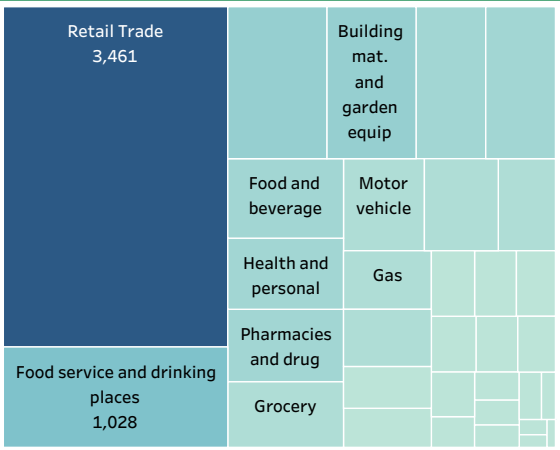 Retail Trade
3,461
Building
mat.
and
garden
equip
Food and
beverage
Motor
vehicle
Health and
personal
Gas
Pharmacies
and drug
Food service and drinking
places
1,028
Grocery